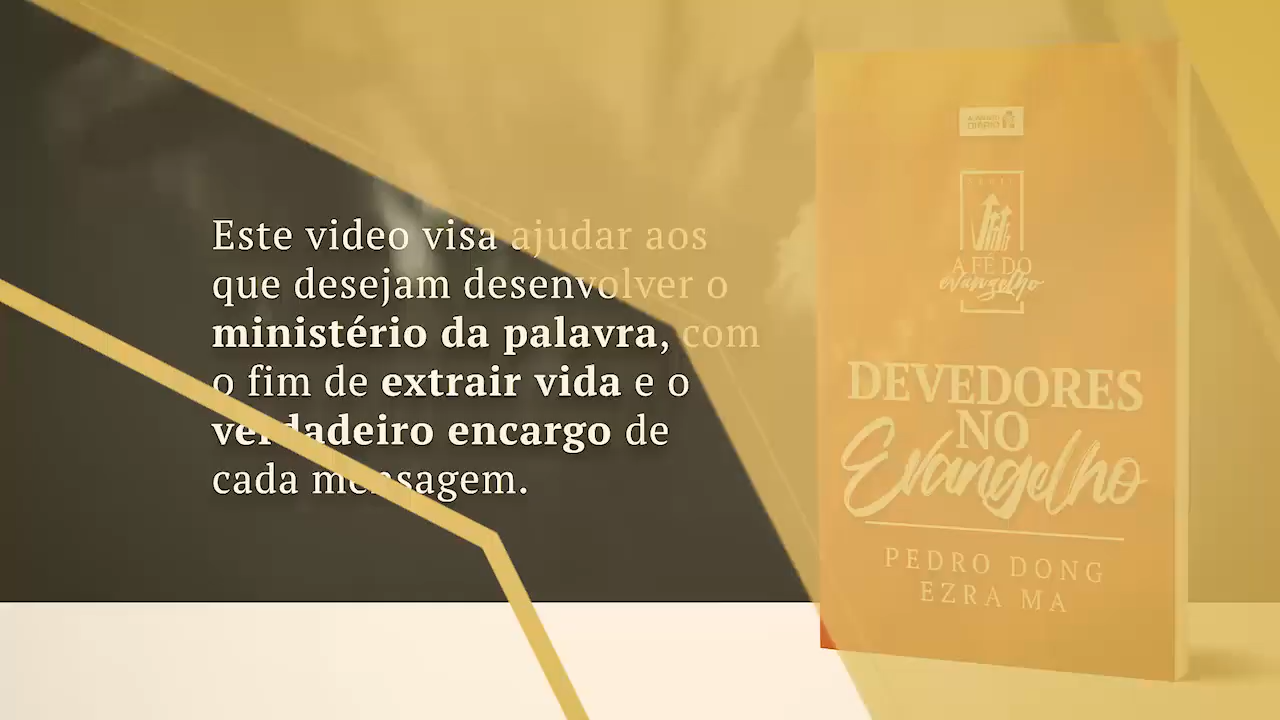 Este video visa ajudar aos
que desejam desenvolver o
ministério da palavra, com
o fim de extrair vida e o
verdadeiro encargo de
cada mensagem.
DIÁRIO
A FÉ DO
evangelho
DEVEDORES
NO
Evangelho
PEDRO DONG
EZRA MA